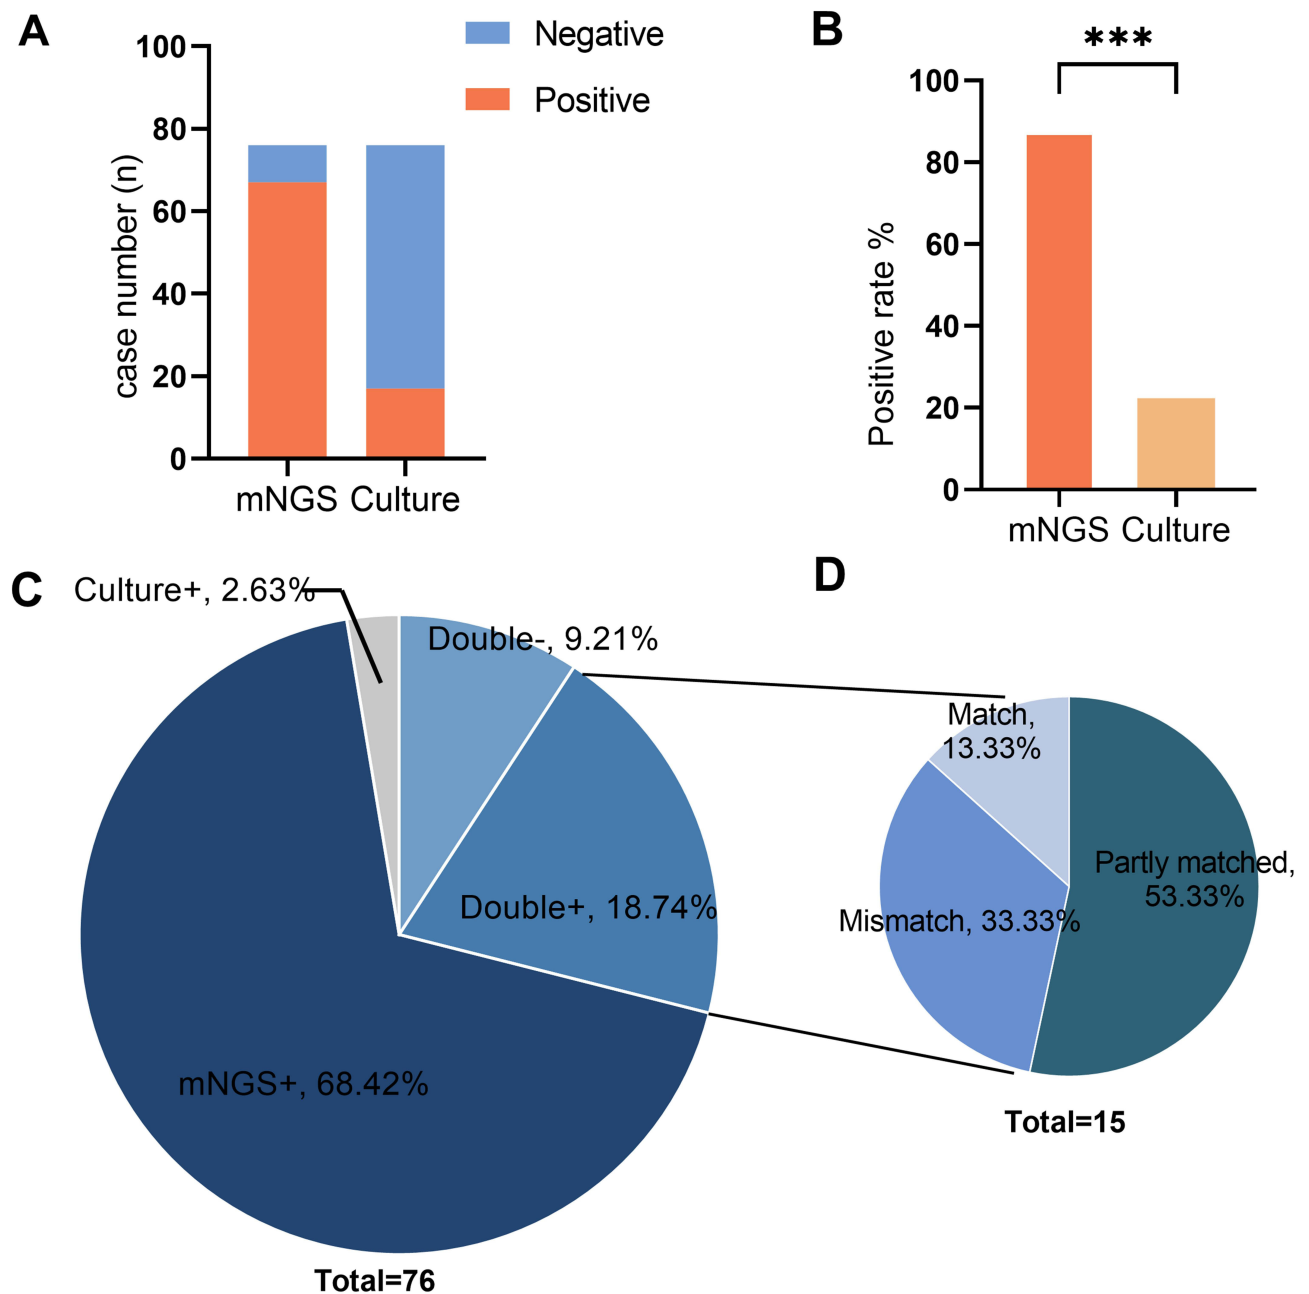 A
Negative
Positive
100
80
60
40
20
0
case number (n)
mNGS Culture
B
***
100
80
60
40
20
0
Positive rate %
mNGS Culture
C
Culture+, 2.63%
Double-, 9.21%
Double+, 18.74%
mNGS+, 68.42%
Total=76
D
Match,
13.33%
Partly matched,
53.33%
Mismatch, 33.33%
Total=15